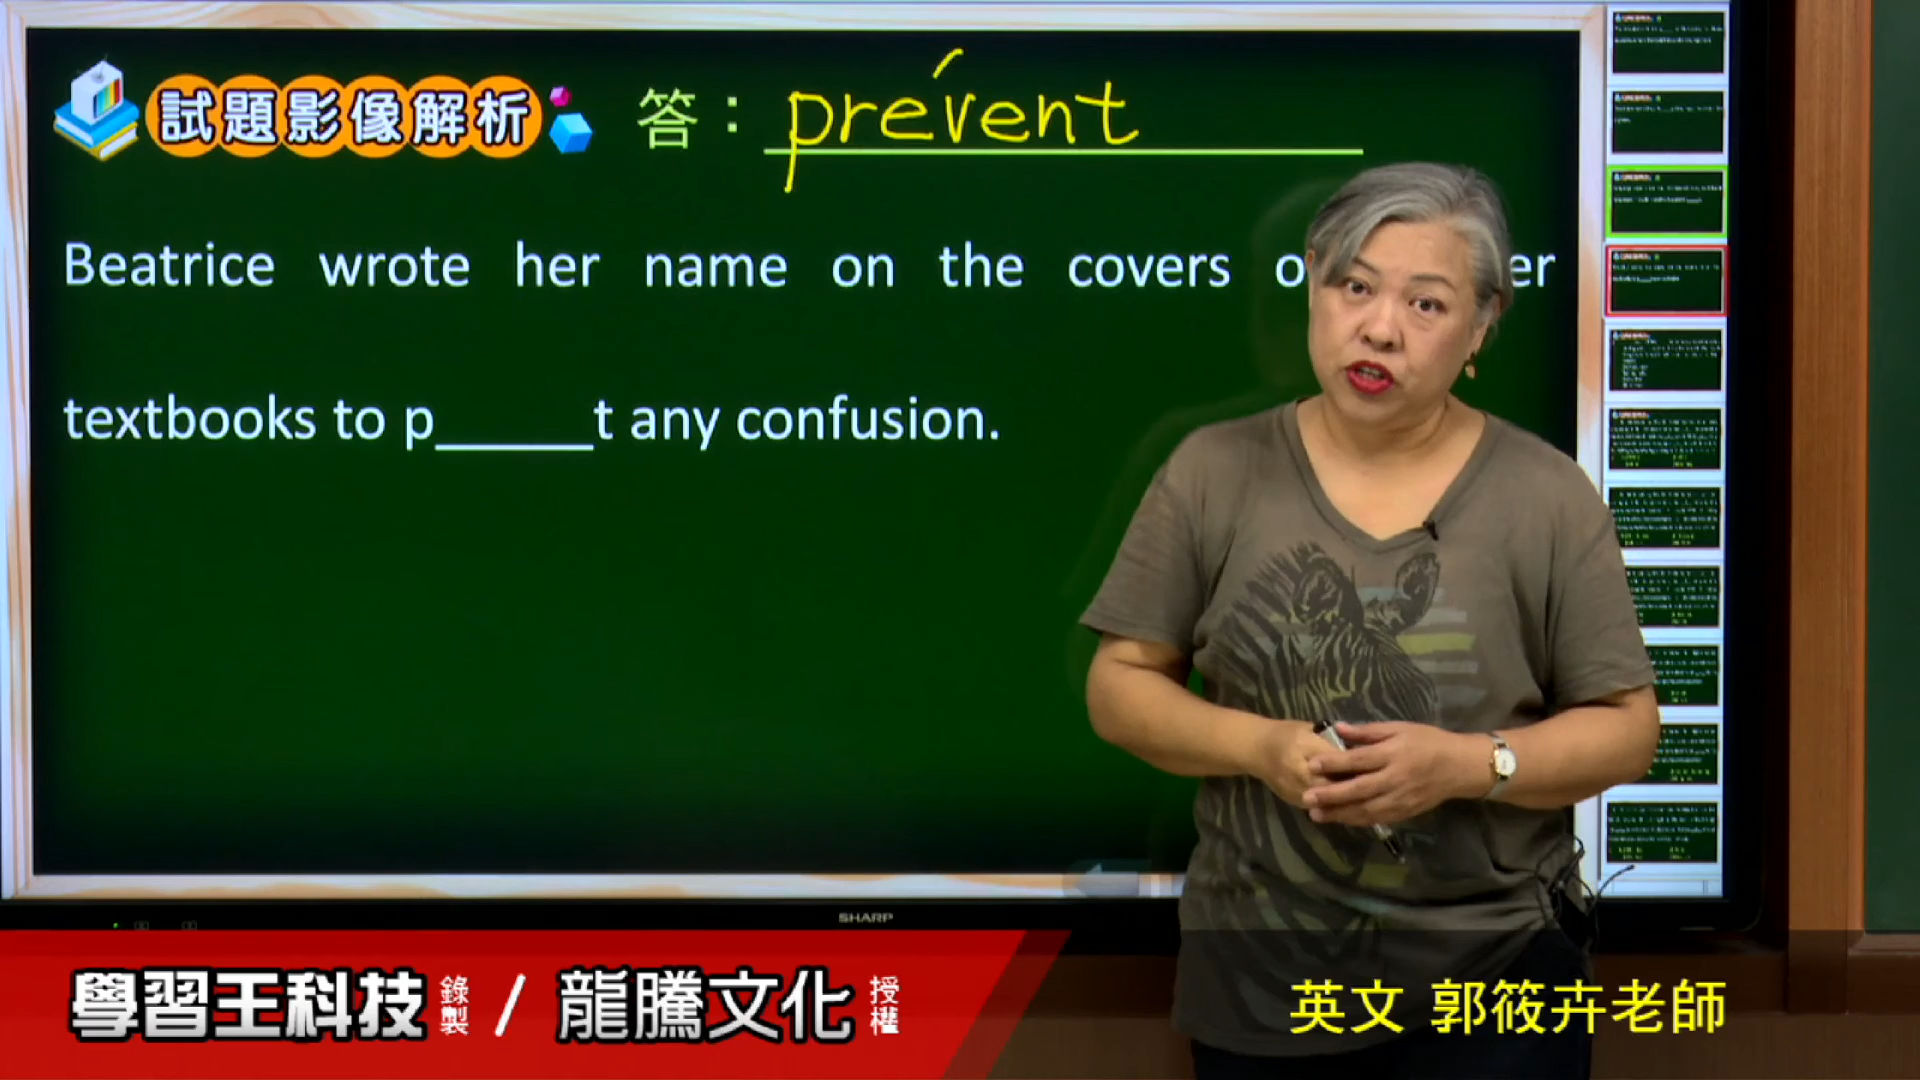 試題影像解析 答：prevent
Beatrice wrote her name on the covers er
textbooks to p______t any confusion.
SHARP
學習王科技 錄製 / 龍騰文化 授權
英文 郭筱卉老師